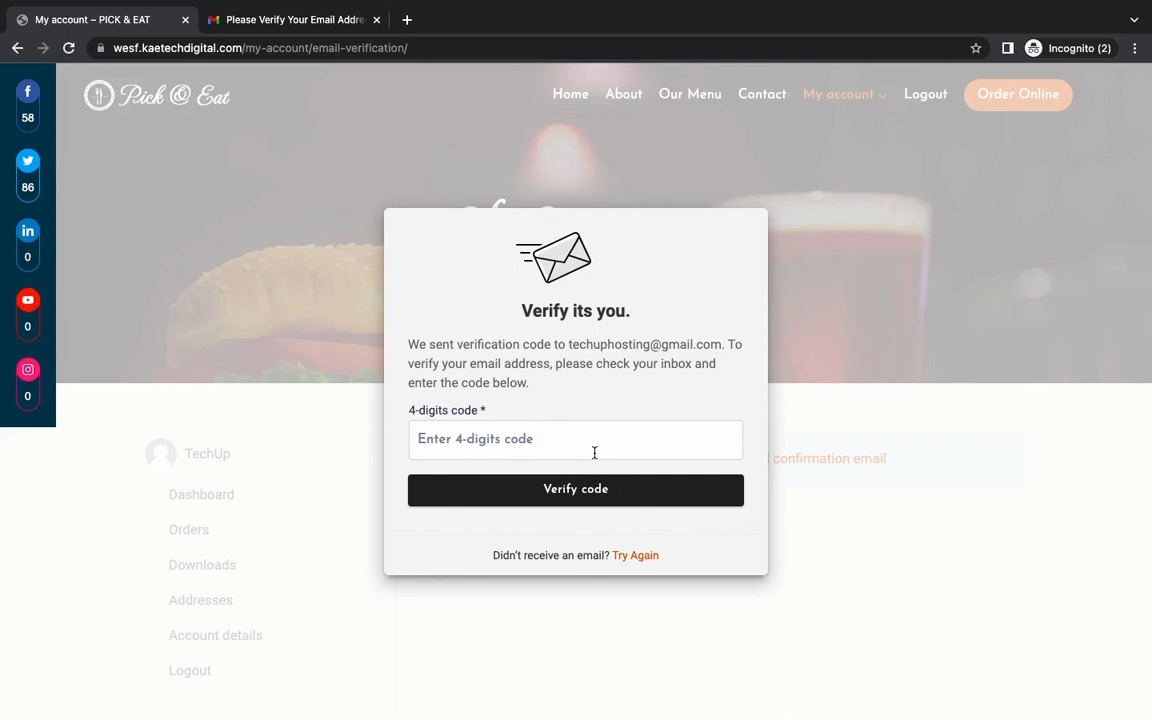 My account – PICK & EAT
Please Verify Your Email Addre
wesf.kaetechdigital.com/my-account/email-verification/
Incognito (2)
Pick @ Eat
Home
About
Our Menu
Contact
My account
Logout
Order Online
f
58
86
in
0
0
0
Verify its you.
We sent verification code to techuphosting@gmail.com. To
verify your email address, please check your inbox and
enter the code below.
4-digits code *
Enter 4-digits code
Verify code
Didn't receive an email? Try Again
TechUp
Dashboard
Orders
Downloads
Addresses
Account details
Logout
confirmation email